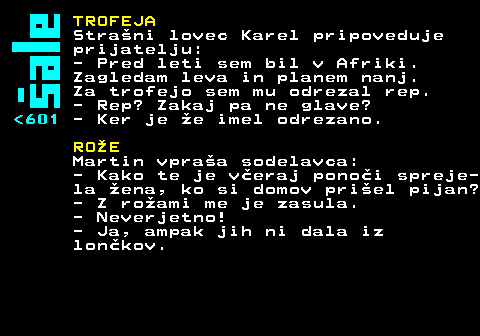 Šale
<601
TROFEJA
Strašni lovec Karel pripoveduje
prijatelju:
- Pred leti sem bil v Afriki.
Zagledam leva in planem nanj.
Za trofejo sem mu odrezal rep.
- Rep? Zakaj pa ne glave?
- Ker je že imel odrezano.
ROŽE
Martin vpraša sodelavca:
- Kako te je včeraj ponoči spreje-
la žena, ko si domov prišel pijan?
- Z rožami me je zasula.
- Neverjetno!
- Ja, ampak jih ni dala iz
lončkov.